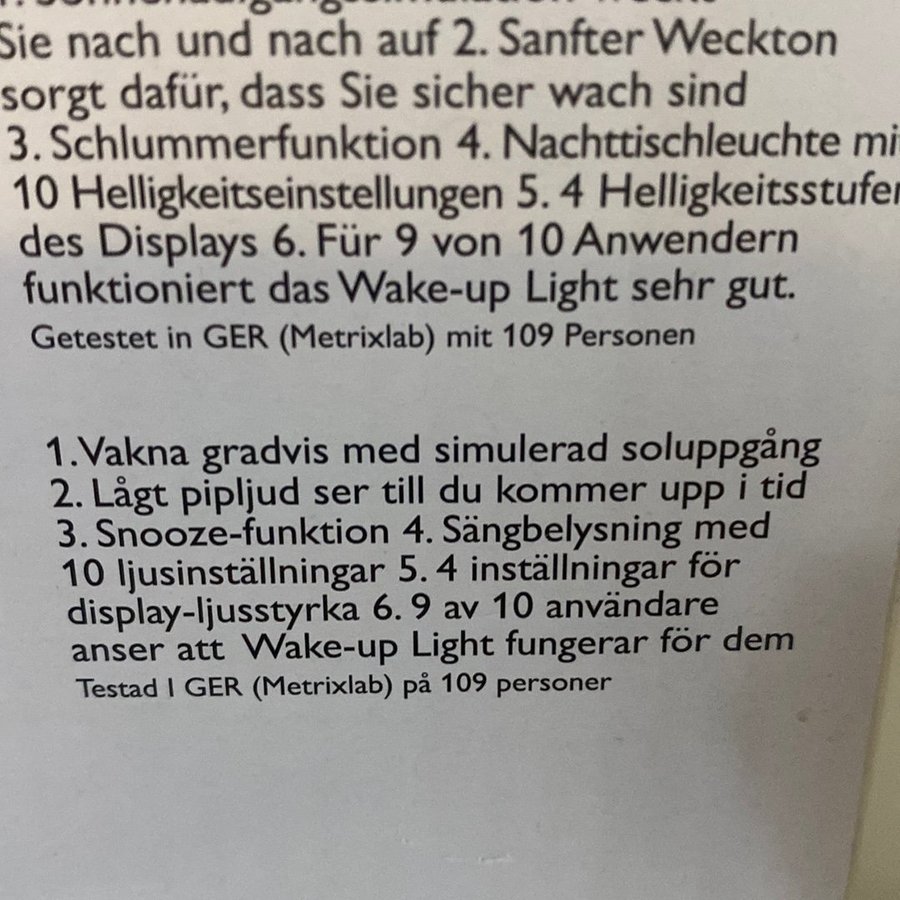 Sie nach und nach auf 2. Sanfter Weckton
sorgt dafür, dass Sie sicher wach sind
3. Schlummerfunktion 4. Nachttischleuchte mi
10 Helligkeitseinstellungen 5. 4 Helligkeitsstufen
des Displays 6. Für 9 von 10 Anwendern
funktioniert das Wake-up Light sehr gut.
Getestet in GER (Metrixlab) mit 109 Personen
1. Vakna gradvis med simulerad soluppgång
2. Lågt pipljud ser till du kommer upp i tid
3. Snooze-funktion 4. Sängbelysning med
10 ljusinställningar 5. 4 inställningar för
display-ljusstyrka 6. 9 av 10 användare
anser att Wake-up Light fungerar för dem
Testad I GER (Metrixlab) på 109 personer